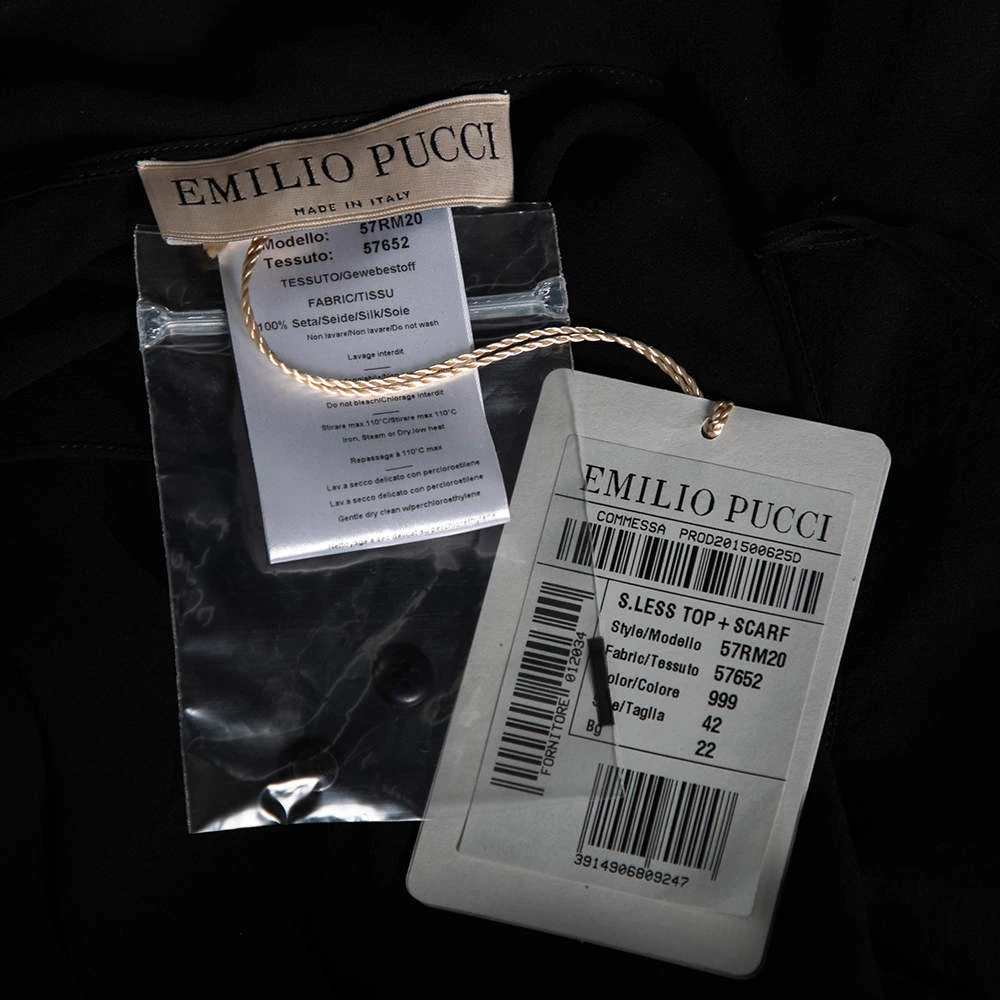 EMILIO PUCCI
MADE IN ITALY
Modello: 57RM20
Tessuto: 57652
TESSUTO/Gewebestoff
FABRIC/TISSU
100% Seta/Seide/Silk/Soie
Non lavare/Non lavare/Do not wash
Lavage interdit
Do not bleach/Chlorage interdit
Stirare max 110°C/Stirare max 110°C
Iron, Steam or Dry,low heat
Repassage à 110°C max
Lav.a secco delicato con percloroetilene
Lav.a secco delicato con percloroetilene
Gentle dry clean w/perchloroethylene
EMILIO PUCCI
COMMESSA PROD201500625D
S.LESS TOP + SCARF
Style/Modello 57RM20
Fabric/Tessuto 57652
olor/Colore 999
e/Taglia 42
Bg 22
FORNITORE 012034
3914906809247